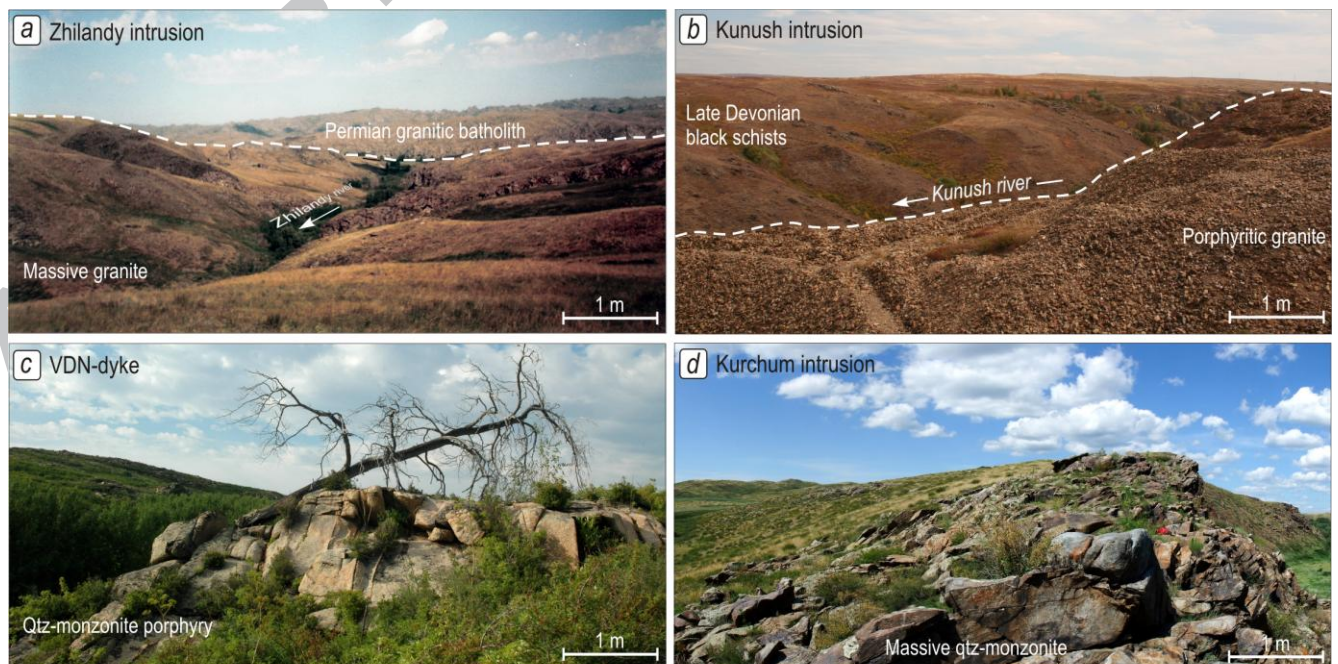 a Zhilandy intrusion
Permian granitic batholith
Zhilandy river
Massive granite
1 m
b Kunush intrusion
Late Devonian
black schists
Kunush river
Porphyritic granite
1 m
c VDN-dyke
Qtz-monzonite porphyry
1 m
d Kurchum intrusion
Massive qtz-monzonite
1 m